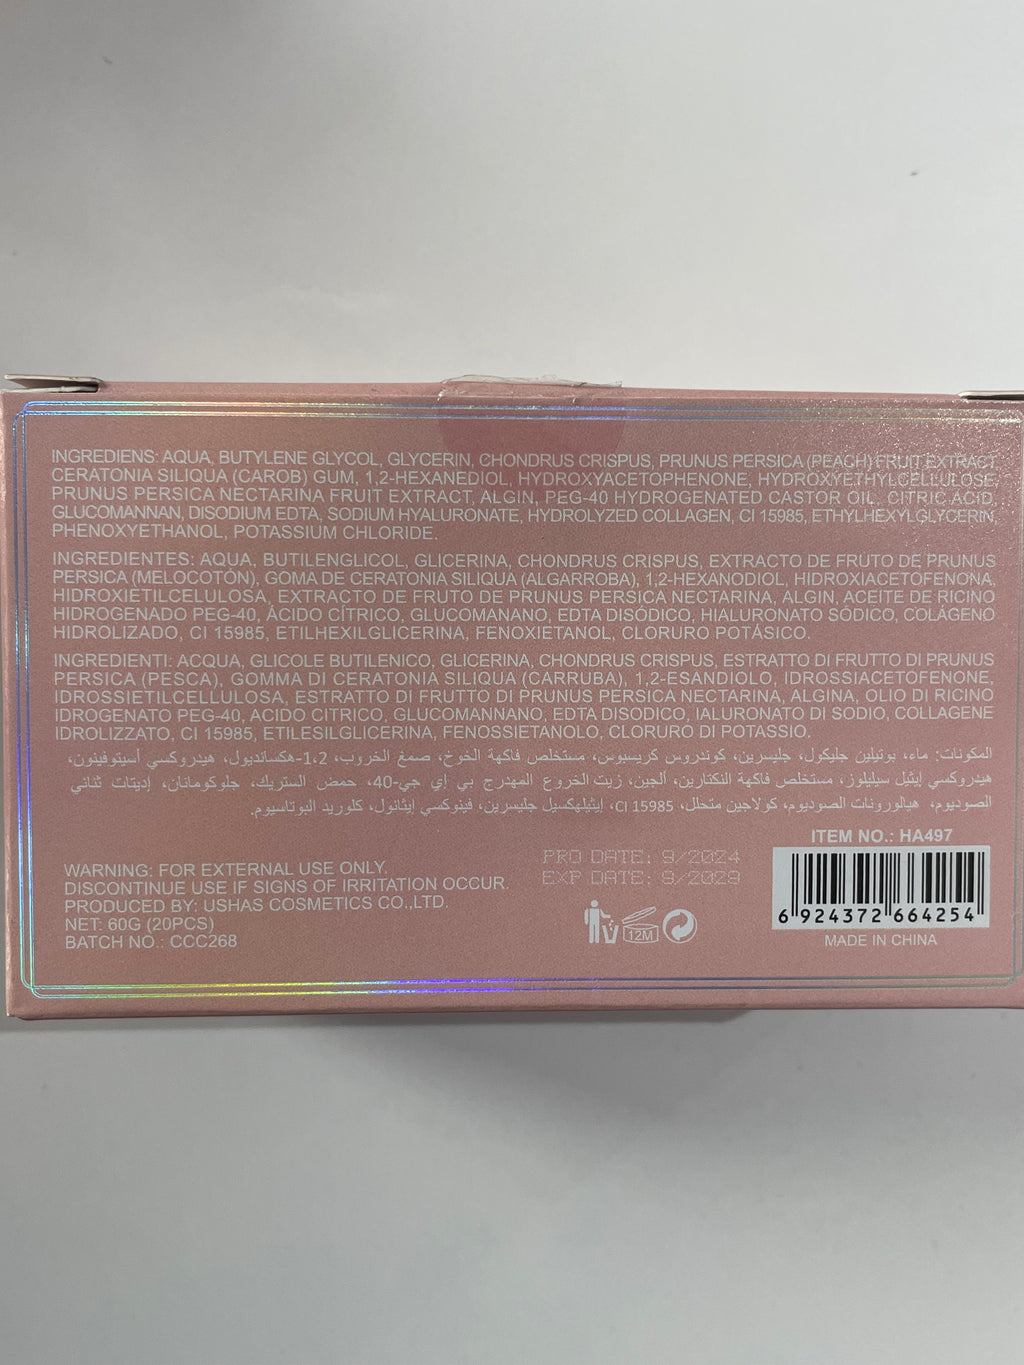 INGREDIENS: AQUA, BUTYLENE GLYCOL, GLYCERIN, CHONDRUS CRISPUS, PRUNUS PERSICA (PEACH) FRUIT EXTRACT,
CERATONIA SILIQUA (CAROB) GUM, 1,2-HEXANEDIOL, HYDROXYACETOPHENONE, HYDROXYETHYLCELLULOSE,
PRUNUS PERSICA NECTARINA FRUIT EXTRACT, ALGIN, PEG-40 HYDROGENATED CASTOR OIL, CITRIC ACID,
GLUCOMANNAN, DISODIUM EDTA, SODIUM HYALURONATE, HYDROLYZED COLLAGEN, CI 15985, ETHYLHEXYLGLYCERIN,
PHENOXYETHANOL, POTASSIUM CHLORIDE.
INGREDIENTES: AQUA, BUTILENGLICOL, GLICERINA, CHONDRUS CRISPUS, EXTRACTO DE FRUTO DE PRUNUS
PERSICA (MELOCOTÓN), GOMA DE CERATONIA SILIQUA (ALGARROBA), 1,2-HEXANODIOL, HIDROXIACETOFENONA,
HIDROXIETILCELULOSA, EXTRACTO DE FRUTO DE PRUNUS PERSICA NECTARINA, ALGIN, ACEITE DE RICINO
HIDROGENADO PEG-40, ÁCIDO CÍTRICO, GLUCOMANANO, EDTA DISÓDICO, HIALURONATO SÓDICO, COLÁGENO
HIDROLIZADO, CI 15985, ETILHEXILGLICERINA, FENOXIETANOL, CLORURO POTÁSICO.
INGREDIENTI: ACQUA, GLICOLE BUTILENICO, GLICERINA, CHONDRUS CRISPUS, ESTRATTO DI FRUTTO DI PRUNUS
PERSICA (PESCA), GOMMA DI CERATONIA SILIQUA (CARRUBA), 1,2-ESANDIOLO, IDROSSIACETOFENONE,
IDROSSIETILCELLULOSA, ESTRATTO DI FRUTTO DI PRUNUS PERSICA NECTARINA, ALGINA, OLIO DI RICINO
IDROGENATO PEG-40, ACIDO CITRICO, GLUCOMANNANO, EDTA DISODICO, IALURONATO DI SODIO, COLLAGENE
IDROLIZZATO, CI 15985, ETILESILGLICERINA, FENOSSIETANOLO, CLORURO DI POTASSIO.
المكونات: ماء، بوتيلين جليكول، جليسرين، كوندروس كريسبوس، مستخلص فاكهة الخوخ، صمغ الخروب، 1،2-هكسانديول، هيدروكسي أسيتوفينون،
هيدروكسي إيثيل سيليلوز، مستخلص فاكهة النكتارين، ألجين، زيت الخروع المهدرج بي إي جي-40، حمض الستريك، جلوكومانان، إديتات ثنائي
الصوديوم، هيالورونات الصوديوم، كولاجين متحلل، CI 15985، إيثيلهكسيل جليسرين، فينوكسي إيثانول، كلوريد البوتاسيوم.
ITEM NO.: HA497
WARNING: FOR EXTERNAL USE ONLY.
DISCONTINUE USE IF SIGNS OF IRRITATION OCCUR.
PRODUCED BY: USHAS COSMETICS CO.,LTD.
NET: 60G (20PCS)
BATCH NO.: CCC268
PRO DATE: 9/2024
EXP DATE: 9/2029
12M
6 924372 664254
MADE IN CHINA